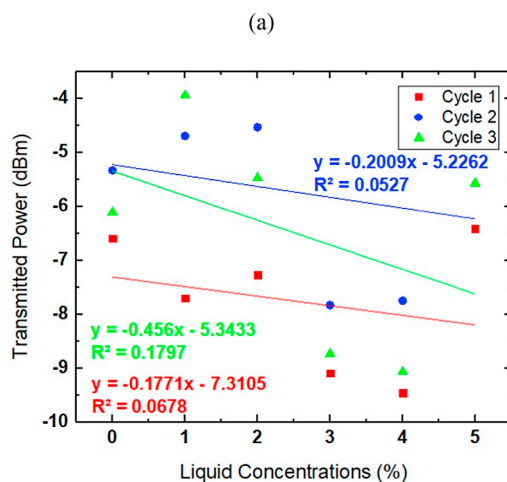 (a)
Cycle 1
Cycle 2
Cycle 3
y = -0.2009x - 5.2262
R² = 0.0527
y = -0.456x - 5.3433
R² = 0.1797
y = -0.1771x - 7.3105
R² = 0.0678
Transmitted Power (dBm)
-4
-5
-6
-7
-8
-9
-10
0 1 2 3 4 5
Liquid Concentrations (%)